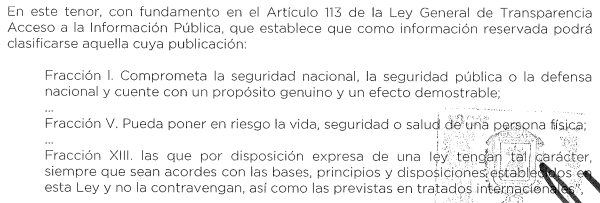 En este tenor, con fundamento en el Artículo 113 de la Ley General de Transparencia
Acceso a la Información Pública, que establece que como información reservada podrá
clasificarse aquella cuya publicación:
Fracción I. Comprometa la seguridad nacional, la seguridad pública o la defensa
nacional y cuente con un propósito genuino y un efecto demostrable;
...
Fracción V. Pueda poner en riesgo la vida, seguridad o salud de una persona física;
...
Fracción XIII. las que por disposición expresa de una ley tengan tal carácter,
siempre que sean acordes con las bases, principios y disposiciones establecidos en
esta Ley y no la contravengan, así como las previstas en tratados internacionales",